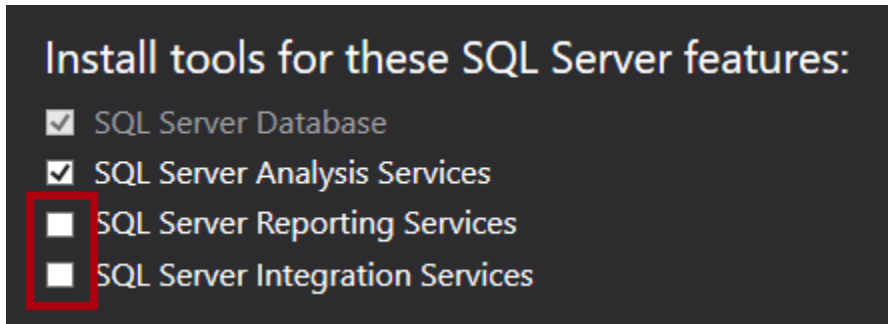 Install tools for these SQL Server features:
SQL Server Database
SQL Server Analysis Services
SQL Server Reporting Services
SQL Server Integration Services